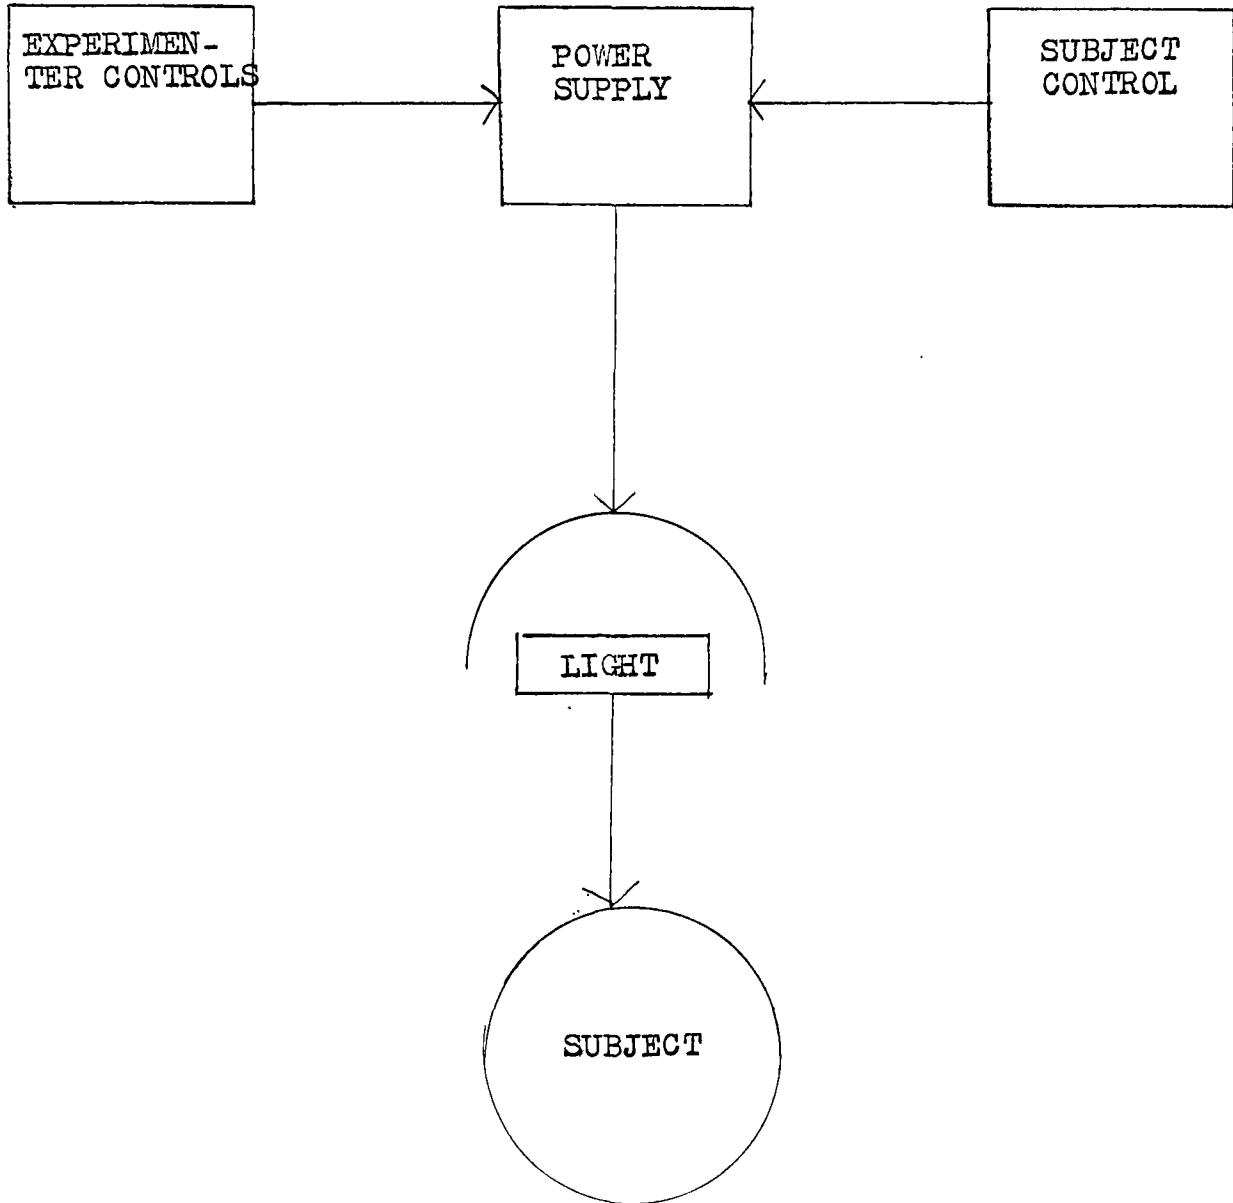 EXPERIMEN-
TER CONTROLS
POWER
SUPPLY
SUBJECT
CONTROL
LIGHT
SUBJECT